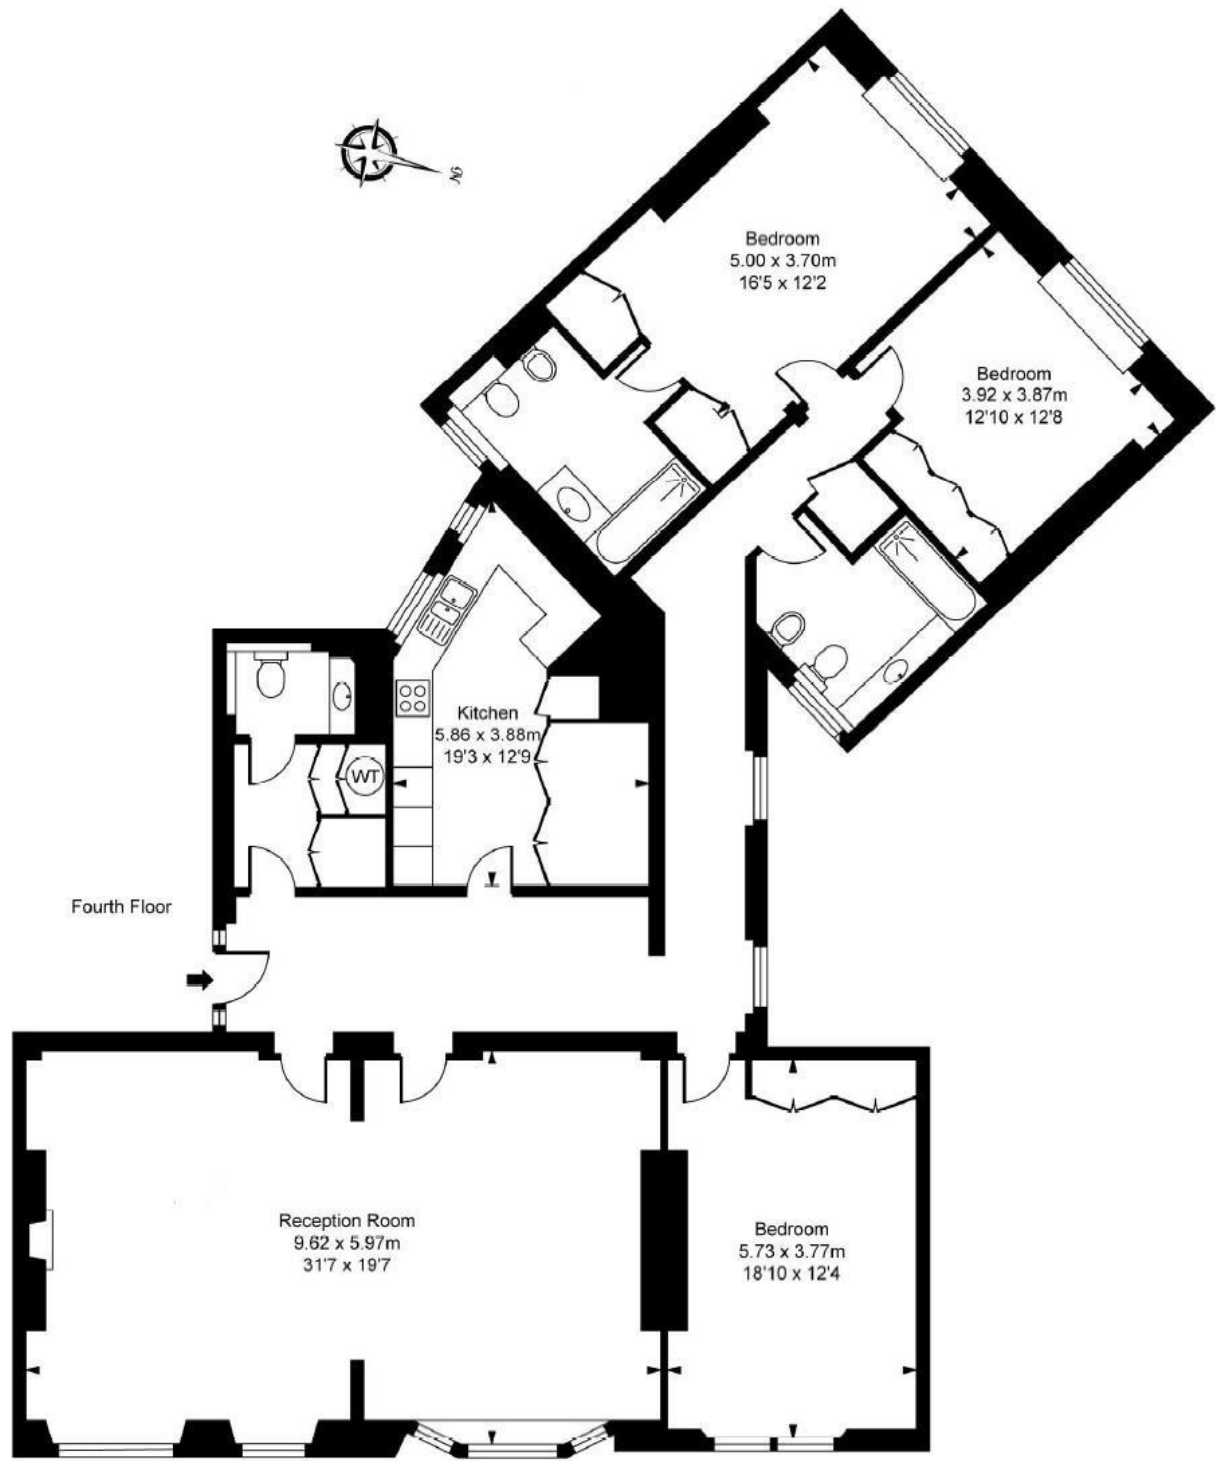 N
Bedroom
5.00 x 3.70m
16'5 x 12'2
Bedroom
3.92 x 3.87m
12'10 x 12'8
Kitchen
5.86 x 3.88m
19'3 x 12'9
WT
Fourth Floor
Reception Room
9.62 x 5.97m
31'7 x 19'7
Bedroom
5.73 x 3.77m
18'10 x 12'4